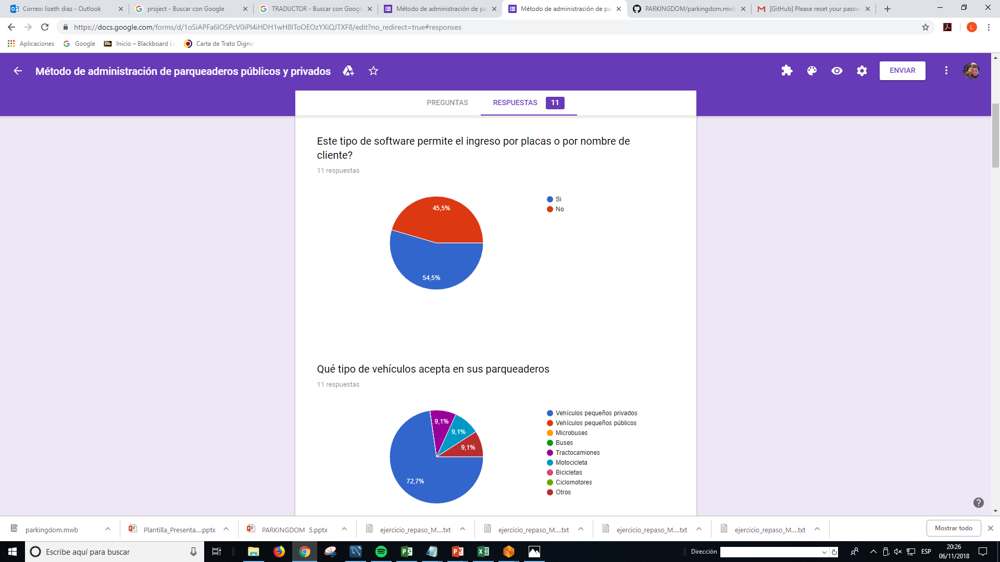 Correo: lizeth diaz - Outlook
project - Buscar con Google
TRADUCTOR - Buscar con Googl
Método de administración de pa
Método de administración de pa
PARKINGDOM/parkingdom.mwb
[GitHub] Please reset your passw
https://docs.google.com/forms/d/1oSiAPFa6IOSPcV0iPl4iHDH1wH8IToOEOzYXiQJTXF8/edit?no_redirect=true#responses
L
Aplicaciones
Google
Bb Inicio – Blackboard Le
Carta de Trato Digno
Método de administración de parqueaderos públicos y privados
ENVIAR
PREGUNTAS
RESPUESTAS 11
Este tipo de software permite el ingreso por placas o por nombre de
cliente?
11 respuestas
45,5%
54,5%
Si
No
Qué tipo de vehículos acepta en sus parqueaderos
11 respuestas
9,1%
9,1%
9,1%
72,7%
Vehículos pequeños privados
Vehículos pequeños públicos
Microbuses
Buses
Tractocamiones
Motocicleta
Bicicletas
Ciclomotores
Otros
parkingdom.mwb
Plantilla_Presenta....pptx
PARKINGDOM 5.pptx
ejercicio_repaso_M....txt
ejercicio_repaso_M....txt
ejercicio_repaso_M....txt
ejercicio_repaso_M....txt
Mostrar todo
Escribe aquí para buscar
Dirección
ESP
20:26
06/11/2018